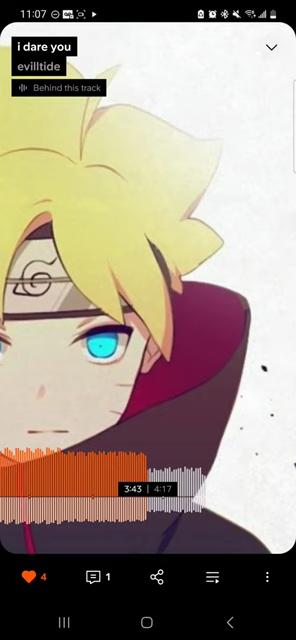 11:07
i dare you
evilltide
Behind this track
3:43 | 4:17
4
1